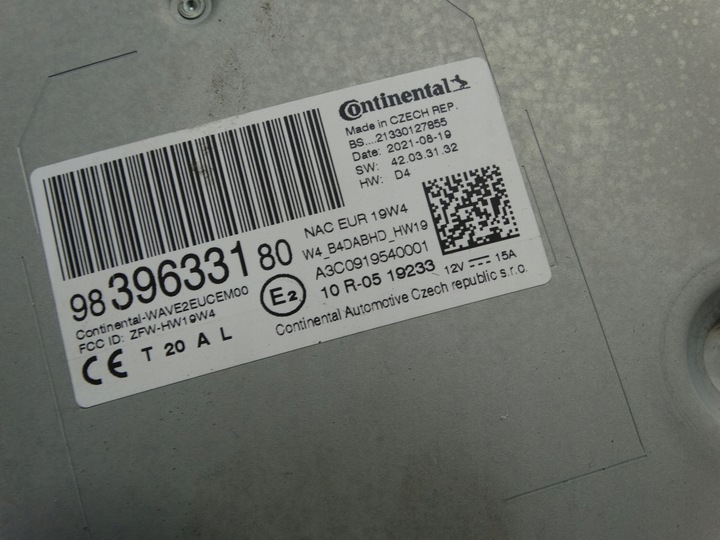 Continental
Made in CZECH REP.
BS....21330127855
Date: 2021-08-19
SW: 42.03.31.32
HW: D4
98 396331 80
NAC EUR 19W4
W4_B4DABHD_HW19
A3C0919540001
Continental-WAVE2EUCEM00
FCC ID: ZFW-HW19W4
E2
10 R-05 19233
12V 15A
CE T 20 A L
Continental Automotive Czech republic s.r.o.